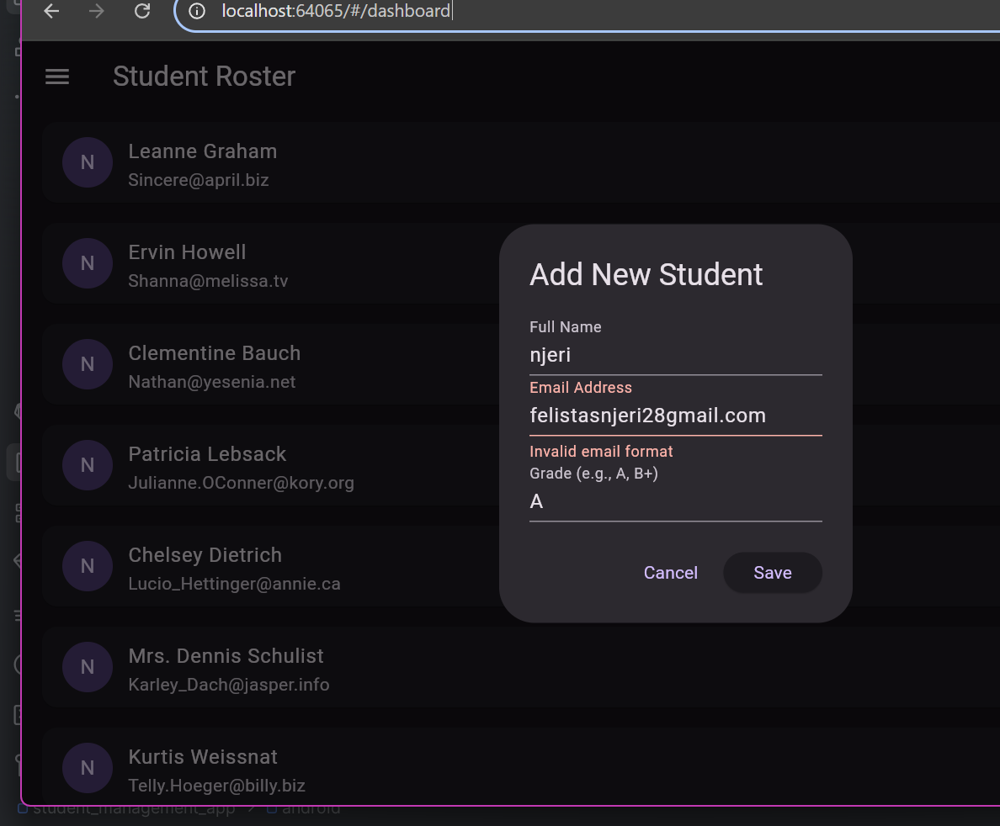 localhost:64065/#/dashboard
Student Roster
N
Leanne Graham
Sincere@april.biz
N
Ervin Howell
Shanna@melissa.tv
N
Clementine Bauch
Nathan@yesenia.net
N
Patricia Lebsack
Julianne.OConner@kory.org
N
Chelsey Dietrich
Lucio_Hettinger@annie.ca
N
Mrs. Dennis Schulist
Karley_Dach@jasper.info
N
Kurtis Weissnat
Telly.Hoeger@billy.biz
Add New Student
Full Name
njeri
Email Address
felistasnjeri28gmail.com
Invalid email format
Grade (e.g., A, B+)
A
Cancel Save
student_management_app > android